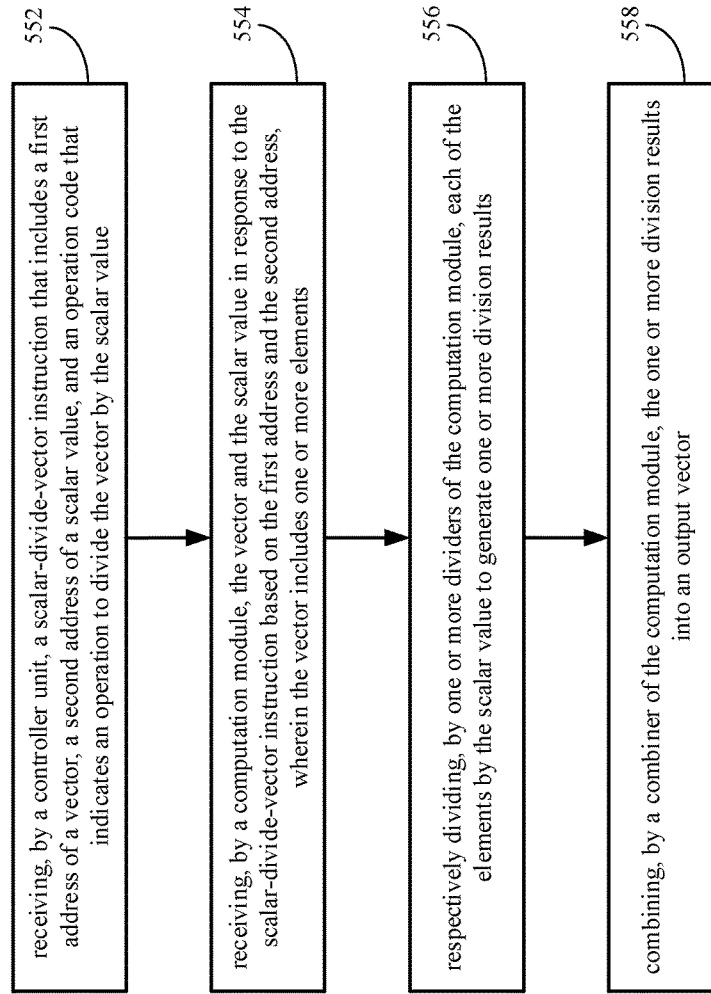 receiving, by a controller unit, a scalar-divide-vector instruction that includes a first
address of a vector, a second address of a scalar value, and an operation code that
indicates an operation to divide the vector by the scalar value
552
receiving, by a computation module, the vector and the scalar value in response to the
scalar-divide-vector instruction based on the first address and the second address,
wherein the vector includes one or more elements
554
respectively dividing, by one or more dividers of the computation module, each of the
elements by the scalar value to generate one or more division results
556
combining, by a combiner of the computation module, the one or more division results
into an output vector
558